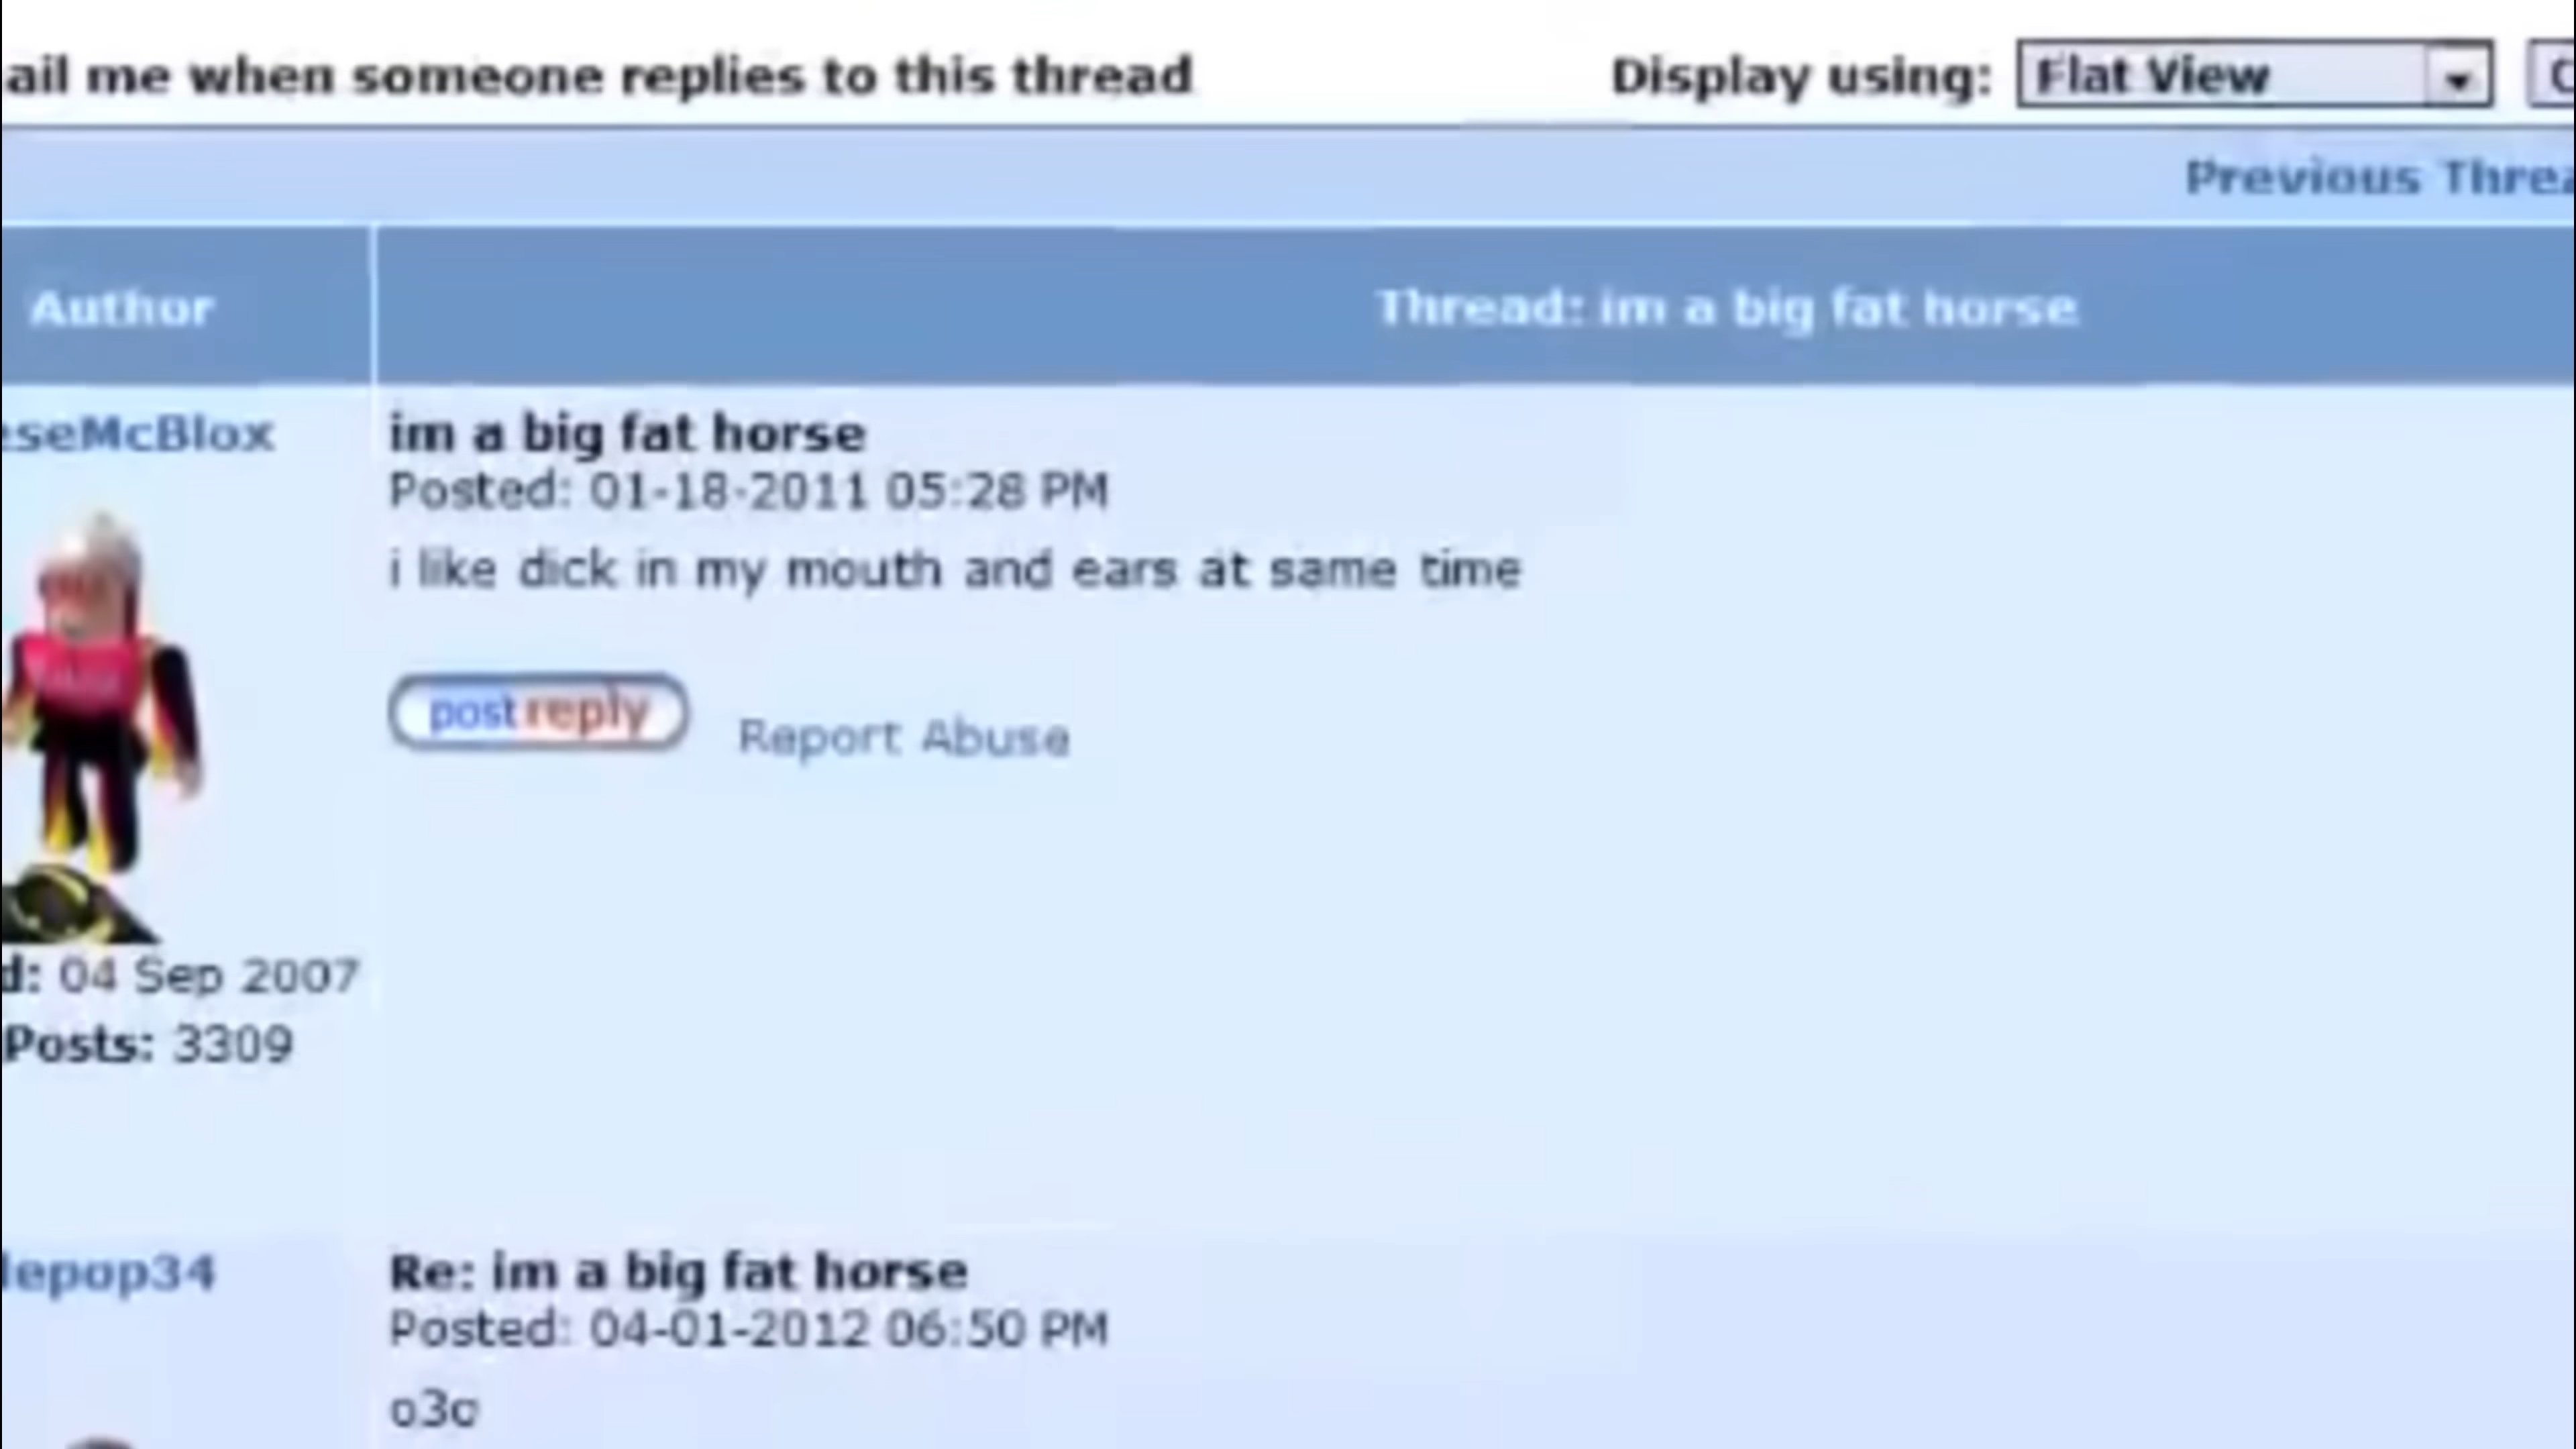 ail me when someone replies to this thread Display using: Flat View
Previous Threa
Author Thread: im a big fat horse
eseMcBlox
im a big fat horse
Posted: 01-18-2011 05:28 PM
i like dick in my mouth and ears at same time
post reply Report Abuse
d: 04 Sep 2007
Posts: 3309
lepop34
Re: im a big fat horse
Posted: 04-01-2012 06:50 PM
o3o